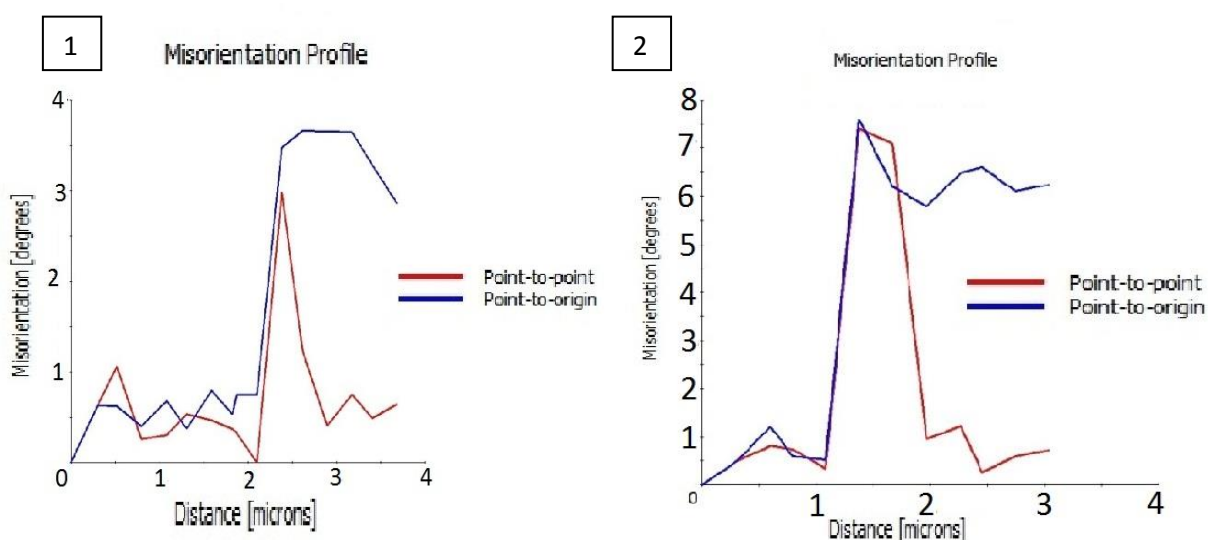 1
Misorientation Profile
4
3
2
1
0
1
2
3
4
Misorientation [degrees]
Distance [microns]
Point-to-point
Point-to-origin
2
Misorientation Profile
8
7
6
5
4
3
2
1
0
1
2
3
4
Misorientation [degrees]
Distance [microns]
Point-to-point
Point-to-origin